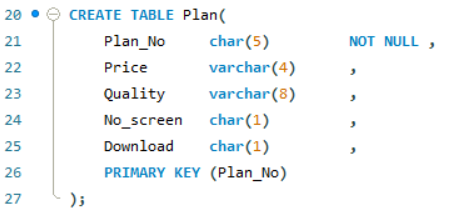 20 CREATE TABLE Plan(
21 Plan_No char(5) NOT NULL ,
22 Price varchar(4) ,
23 Quality varchar(8) ,
24 No_screen char(1) ,
25 Download char(1) ,
26 PRIMARY KEY (Plan_No)
27 );